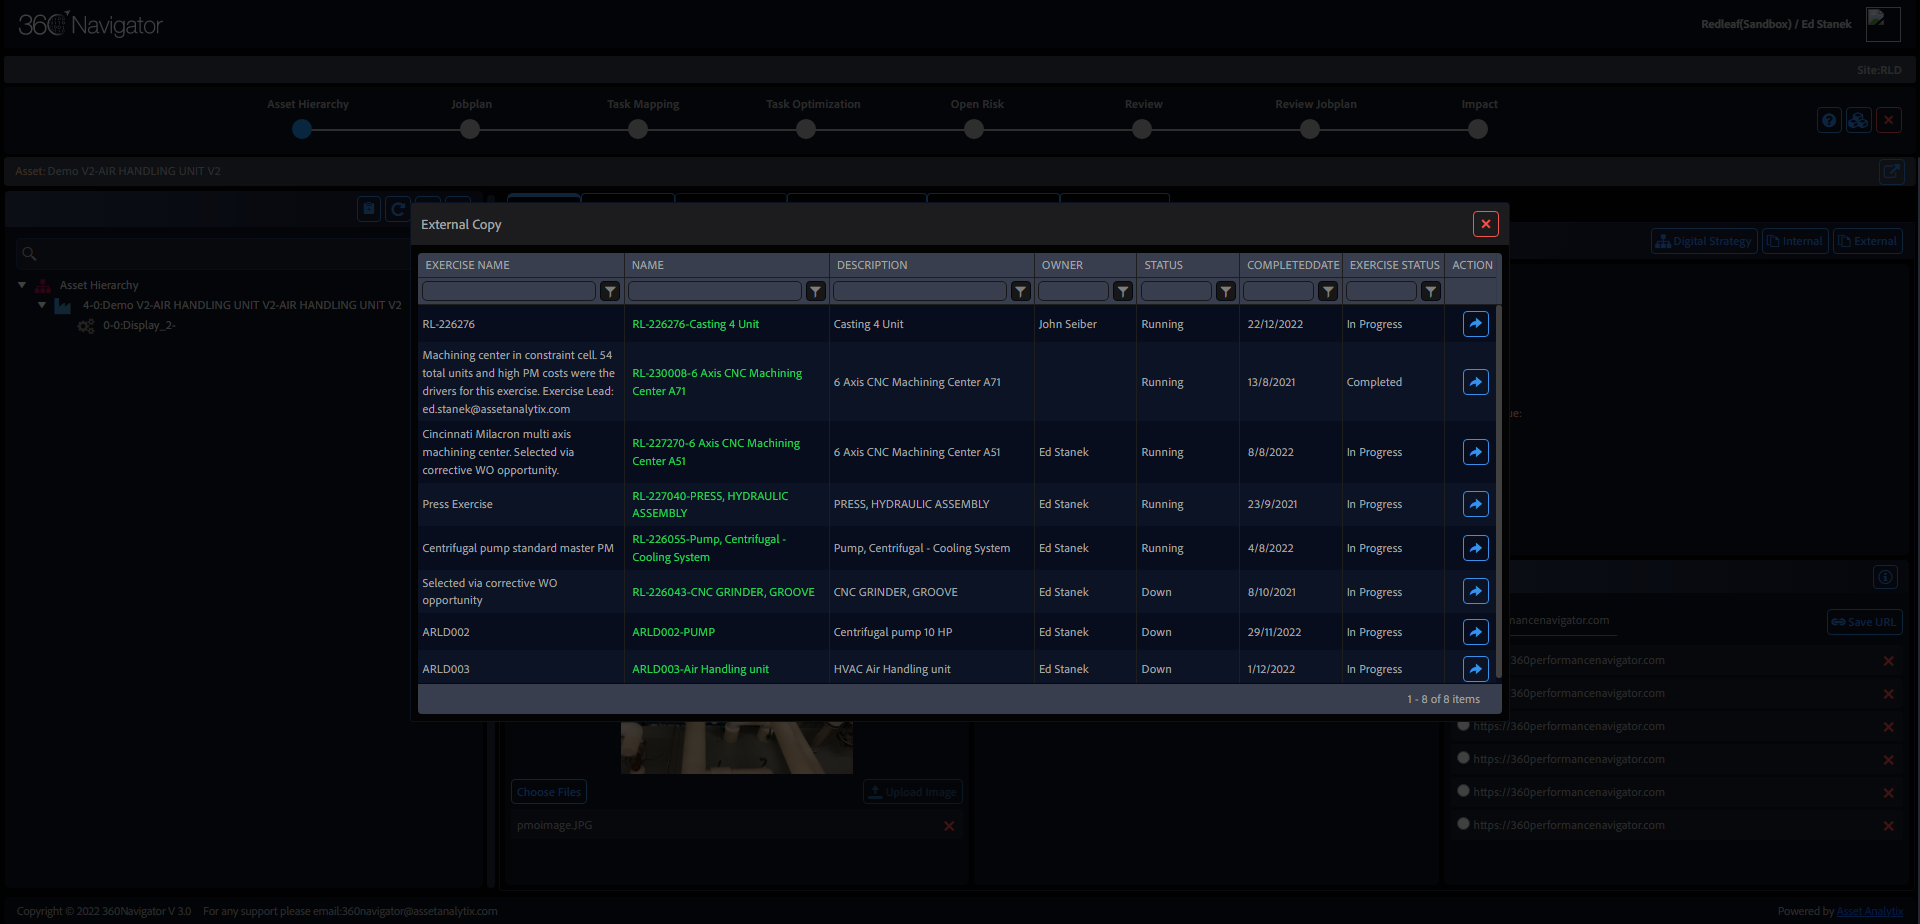 360 Navigator
Redleaf(Sandbox) / Ed Stanek
Site:RLD
Asset Hierarchy Jobplan Task Mapping Task Optimization Open Risk Review Review Jobplan Impact
Asset: Demo V2-AIR HANDLING UNIT V2
External Copy
Digital Strategy Internal External
EXERCISE NAME NAME DESCRIPTION OWNER STATUS COMPLETEDDATE EXERCISE STATUS ACTION
Asset Hierarchy
4-0:Demo V2-AIR HANDLING UNIT V2-AIR HANDLING UNIT V2
0-0:Display_2-
RL-226276 RL-226276-Casting 4 Unit Casting 4 Unit John Seiber Running 22/12/2022 In Progress
Machining center in constraint cell. 54
total units and high PM costs were the
drivers for this exercise. Exercise Lead:
ed.stanek@assetanalytix.com
RL-230008-6 Axis CNC Machining
Center A71
6 Axis CNC Machining Center A71 Running 13/8/2021 Completed
ue:
Cincinnati Milacron multi axis
machining center. Selected via
corrective WO opportunity.
RL-227270-6 Axis CNC Machining
Center A51
6 Axis CNC Machining Center A51 Ed Stanek Running 8/8/2022 In Progress
Press Exercise
RL-227040-PRESS, HYDRAULIC
ASSEMBLY
PRESS, HYDRAULIC ASSEMBLY Ed Stanek Running 23/9/2021 In Progress
Centrifugal pump standard master PM
RL-226055-Pump, Centrifugal -
Cooling System
Pump, Centrifugal - Cooling System Ed Stanek Running 4/8/2022 In Progress
Selected via corrective WO
opportunity
RL-226043-CNC GRINDER, GROOVE CNC GRINDER, GROOVE Ed Stanek Down 8/10/2021 In Progress
ARLD002 ARLD002-PUMP Centrifugal pump 10 HP Ed Stanek Down 29/11/2022 In Progress
ARLD003 ARLD003-Air Handling unit HVAC Air Handling unit Ed Stanek Down 1/12/2022 In Progress
1 - 8 of 8 items
mancenavigator.com
Save URL
360performancenavigator.com
360performancenavigator.com
https://360performancenavigator.com
https://360performancenavigator.com
https://360performancenavigator.com
https://360performancenavigator.com
Choose Files Upload Image
pmoimage.JPG
Copyright © 2022 360Navigator V 3.0 For any support please email:360navigator@assetanalytix.com
Powered by Asset Analytix